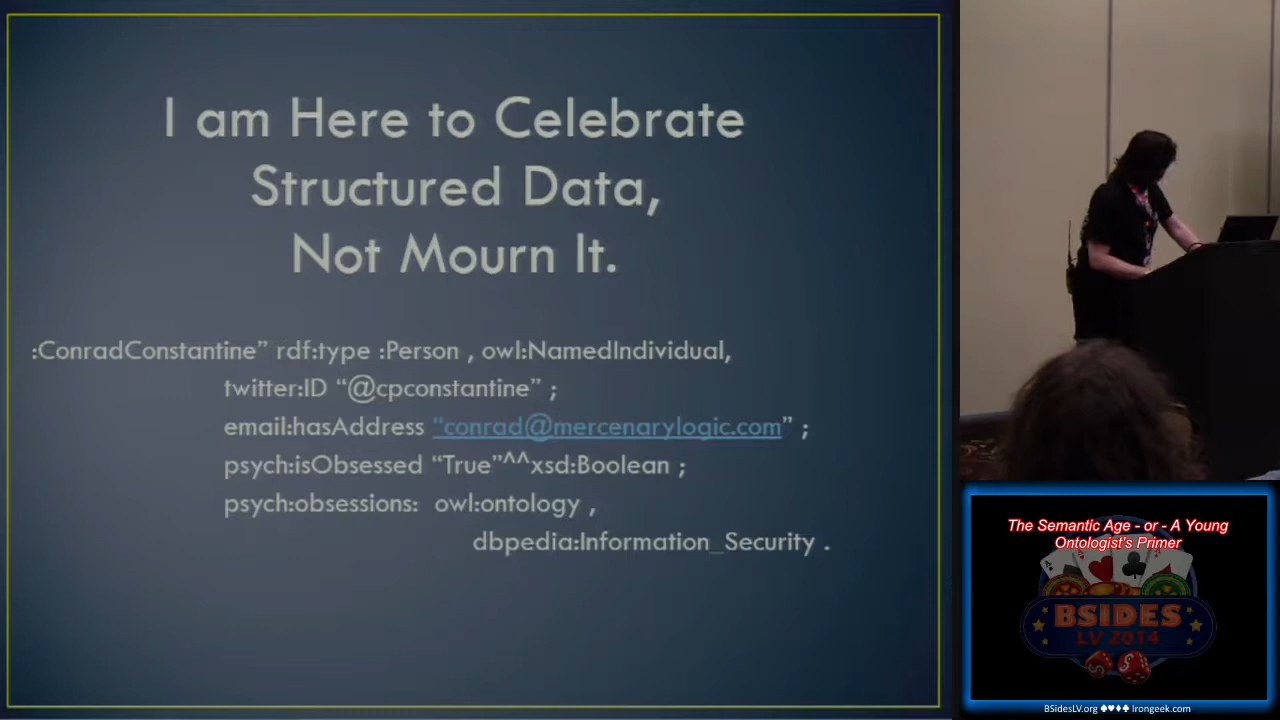 I am Here to Celebrate
Structured Data,
Not Mourn It.
:ConradConstantine” rdf:type :Person , owl:NamedIndividual,
twitter:ID “@cpconstantine” ;
email:hasAddress “conrad@mercenarylogic.com” ;
psych:isObsessed “True”^^xsd:Boolean ;
psych:obsessions: owl:ontology ,
dbpedia:Information_Security .
The Semantic Age - or - A Young
Ontologist's Primer
BSIDES
LV 2014
BSidesLV.org ♠♥♦♣ Irongeek.com